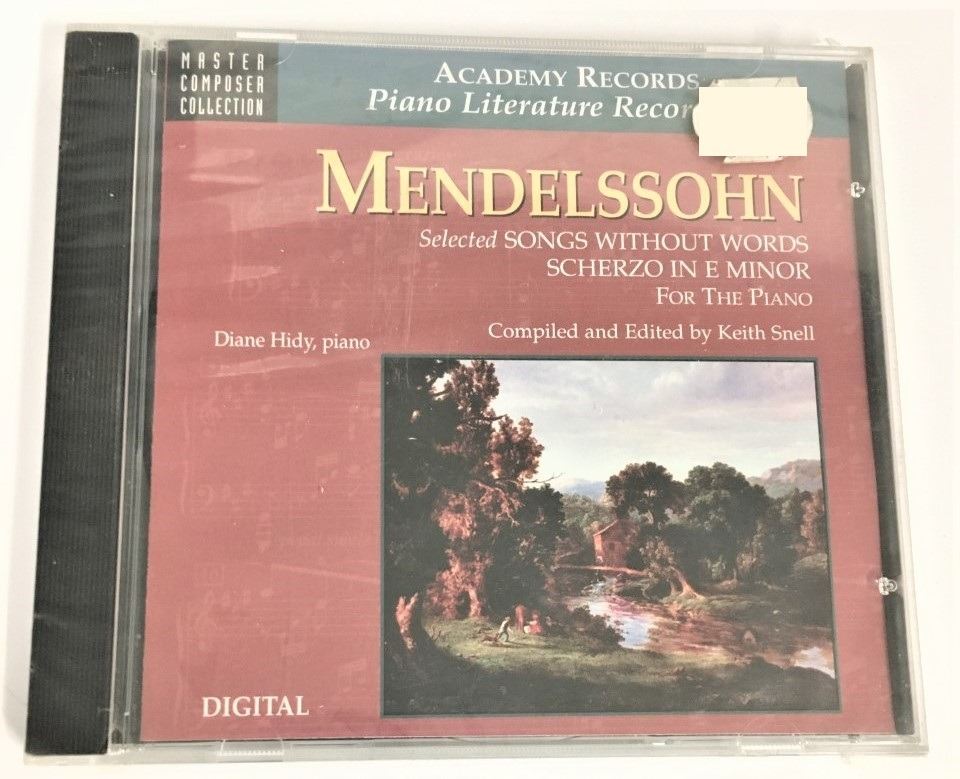 MASTER
COMPOSER
COLLECTION
ACADEMY RECORDS
Piano Literature
MENDELSSOHN
Selected SONGS WITHOUT WORDS
SCHERZO IN E MINOR
FOR THE PIANO
Compiled and Edited by Keith Snell
Diane Hidy, piano
DIGITAL